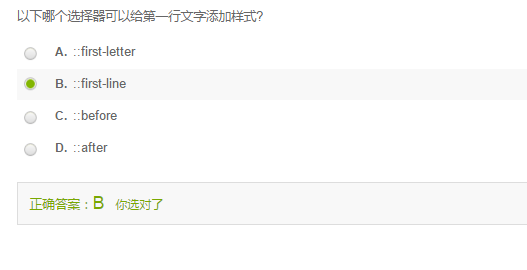 以下哪个选择器可以给第一行文字添加样式?
A. ::first-letter
B. ::first-line
C. ::before
D. ::after
正确答案：B 你选对了